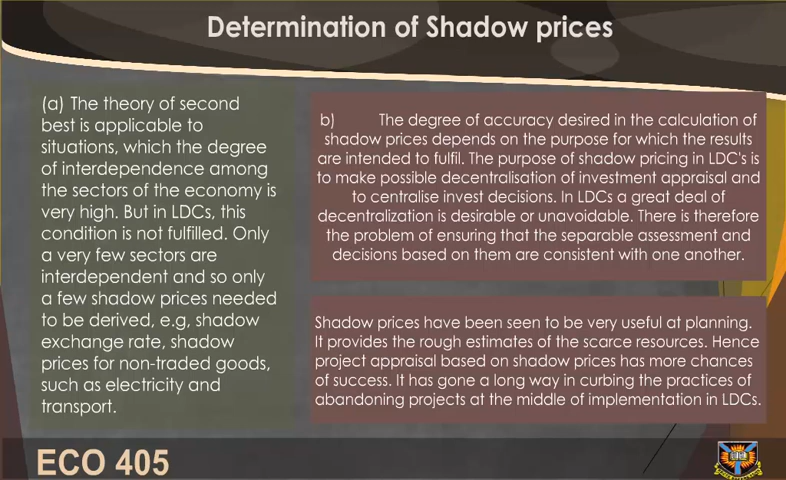 Determination of Shadow prices
(a) The theory of second
best is applicable to
situations, which the degree
of interdependence among
the sectors of the economy is
very high. But in LDCs, this
condition is not fulfilled. Only
a very few sectors are
interdependent and so only
a few shadow prices needed
to be derived, e.g, shadow
exchange rate, shadow
prices for non-traded goods,
such as electricity and
transport.
b) The degree of accuracy desired in the calculation of
shadow prices depends on the purpose for which the results
are intended to fulfil. The purpose of shadow pricing in LDC's is
to make possible decentralisation of investment appraisal and
to centralise invest decisions. In LDCs a great deal of
decentralization is desirable or unavoidable. There is therefore
the problem of ensuring that the separable assessment and
decisions based on them are consistent with one another.
Shadow prices have been seen to be very useful at planning.
It provides the rough estimates of the scarce resources. Hence
project appraisal based on shadow prices has more chances
of success. It has gone a long way in curbing the practices of
abandoning projects at the middle of implementation in LDCs.
ECO 405